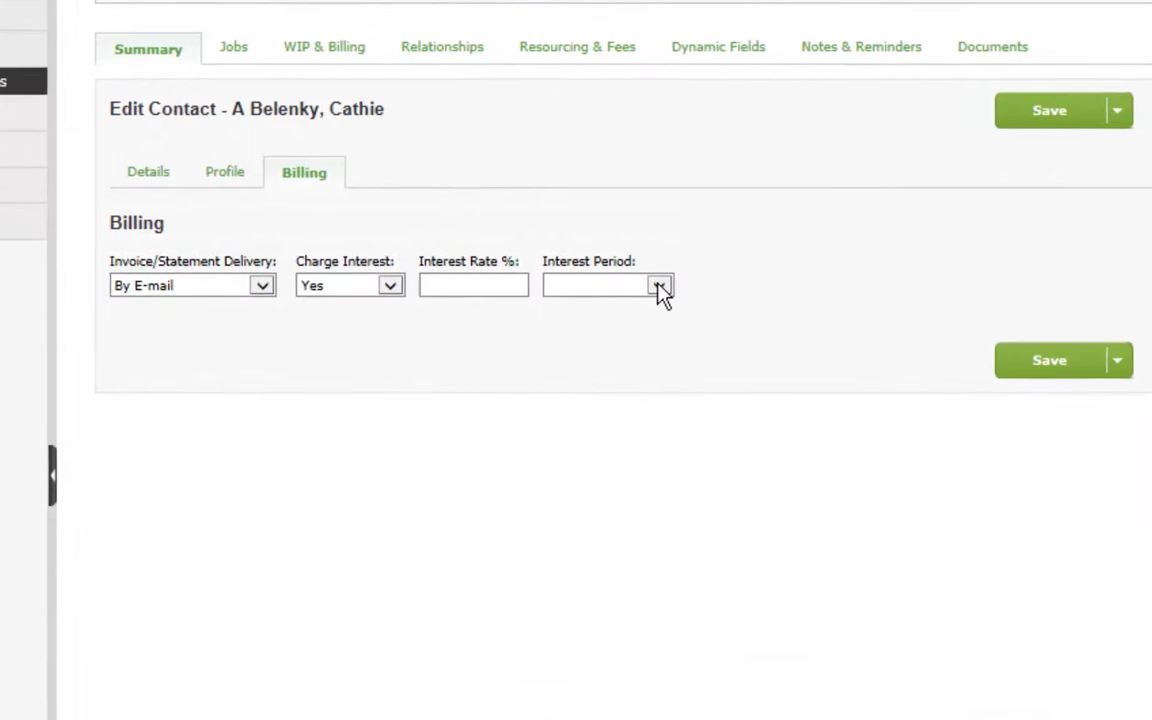 s
Summary Jobs WIP & Billing Relationships Resourcing & Fees Dynamic Fields Notes & Reminders Documents
Edit Contact - A Belenky, Cathie Save
Details Profile Billing
Billing
Invoice/Statement Delivery: Charge Interest: Interest Rate %: Interest Period:
By E-mail Yes
Save